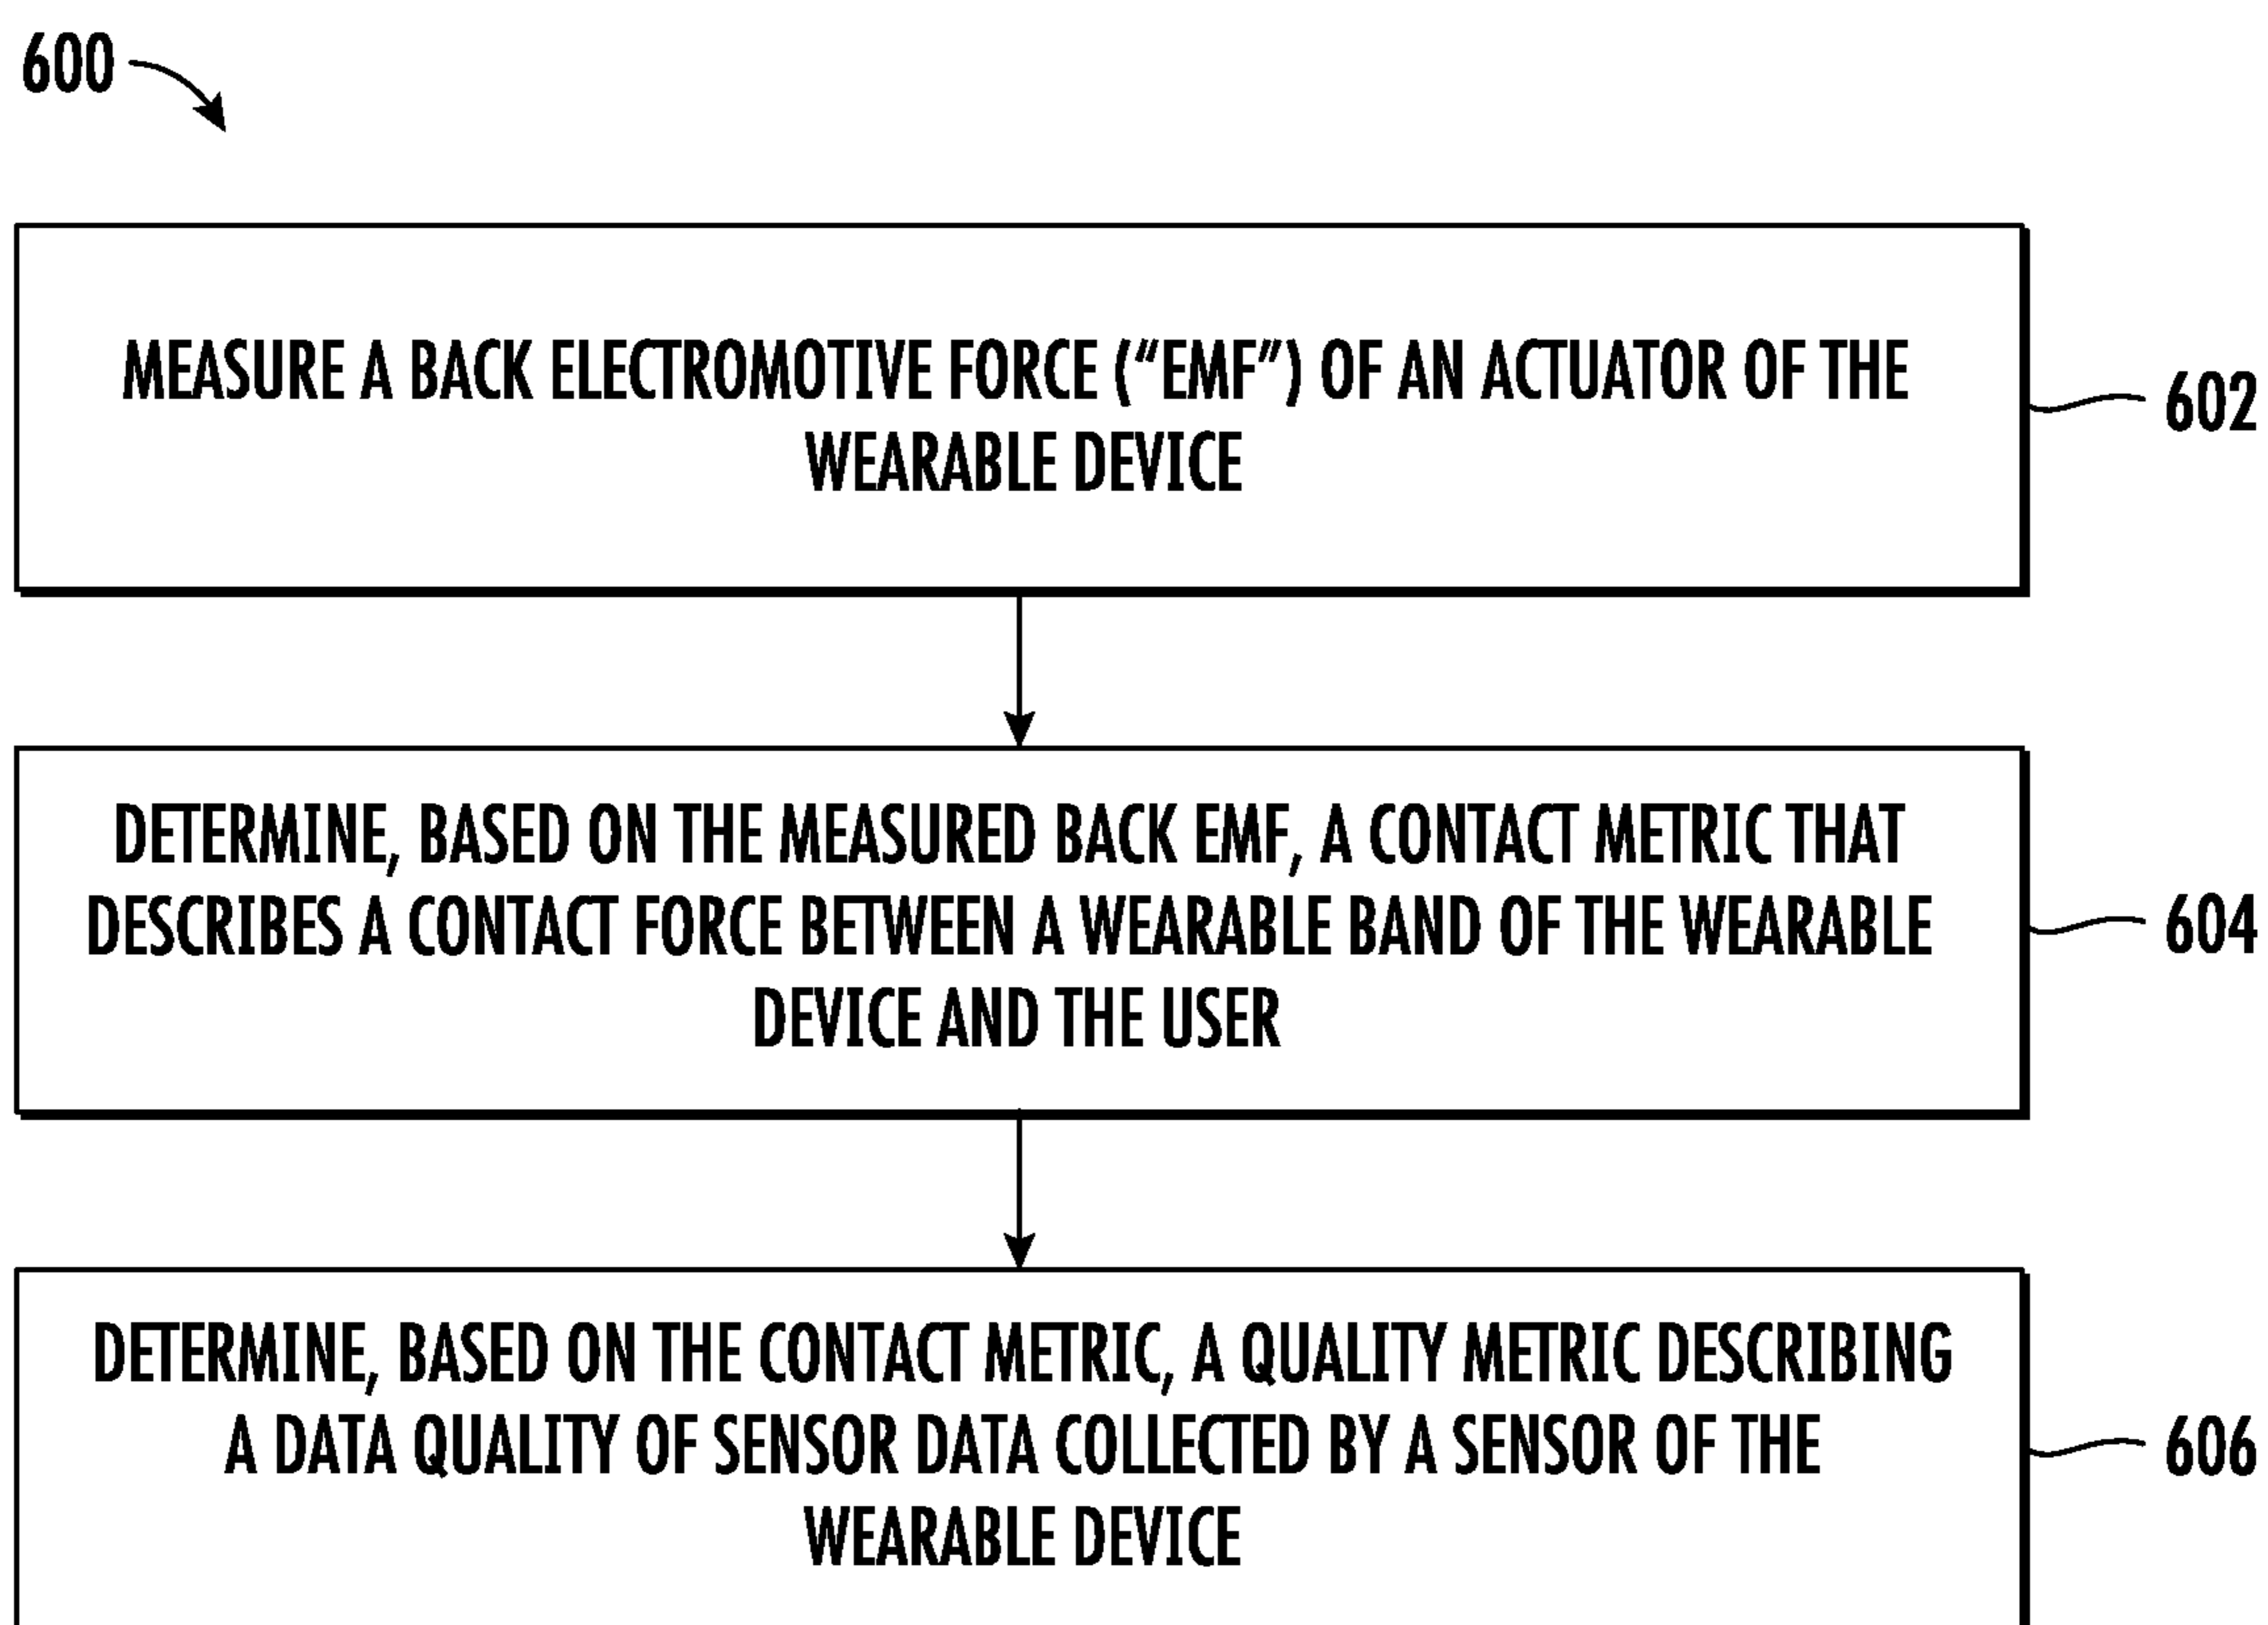 600
MEASURE A BACK ELECTROMOTIVE FORCE (“EMF”) OF AN ACTUATOR OF THE
WEARABLE DEVICE
602
DETERMINE, BASED ON THE MEASURED BACK EMF, A CONTACT METRIC THAT
DESCRIBES A CONTACT FORCE BETWEEN A WEARABLE BAND OF THE WEARABLE
DEVICE AND THE USER
604
DETERMINE, BASED ON THE CONTACT METRIC, A QUALITY METRIC DESCRIBING
A DATA QUALITY OF SENSOR DATA COLLECTED BY A SENSOR OF THE
WEARABLE DEVICE
606